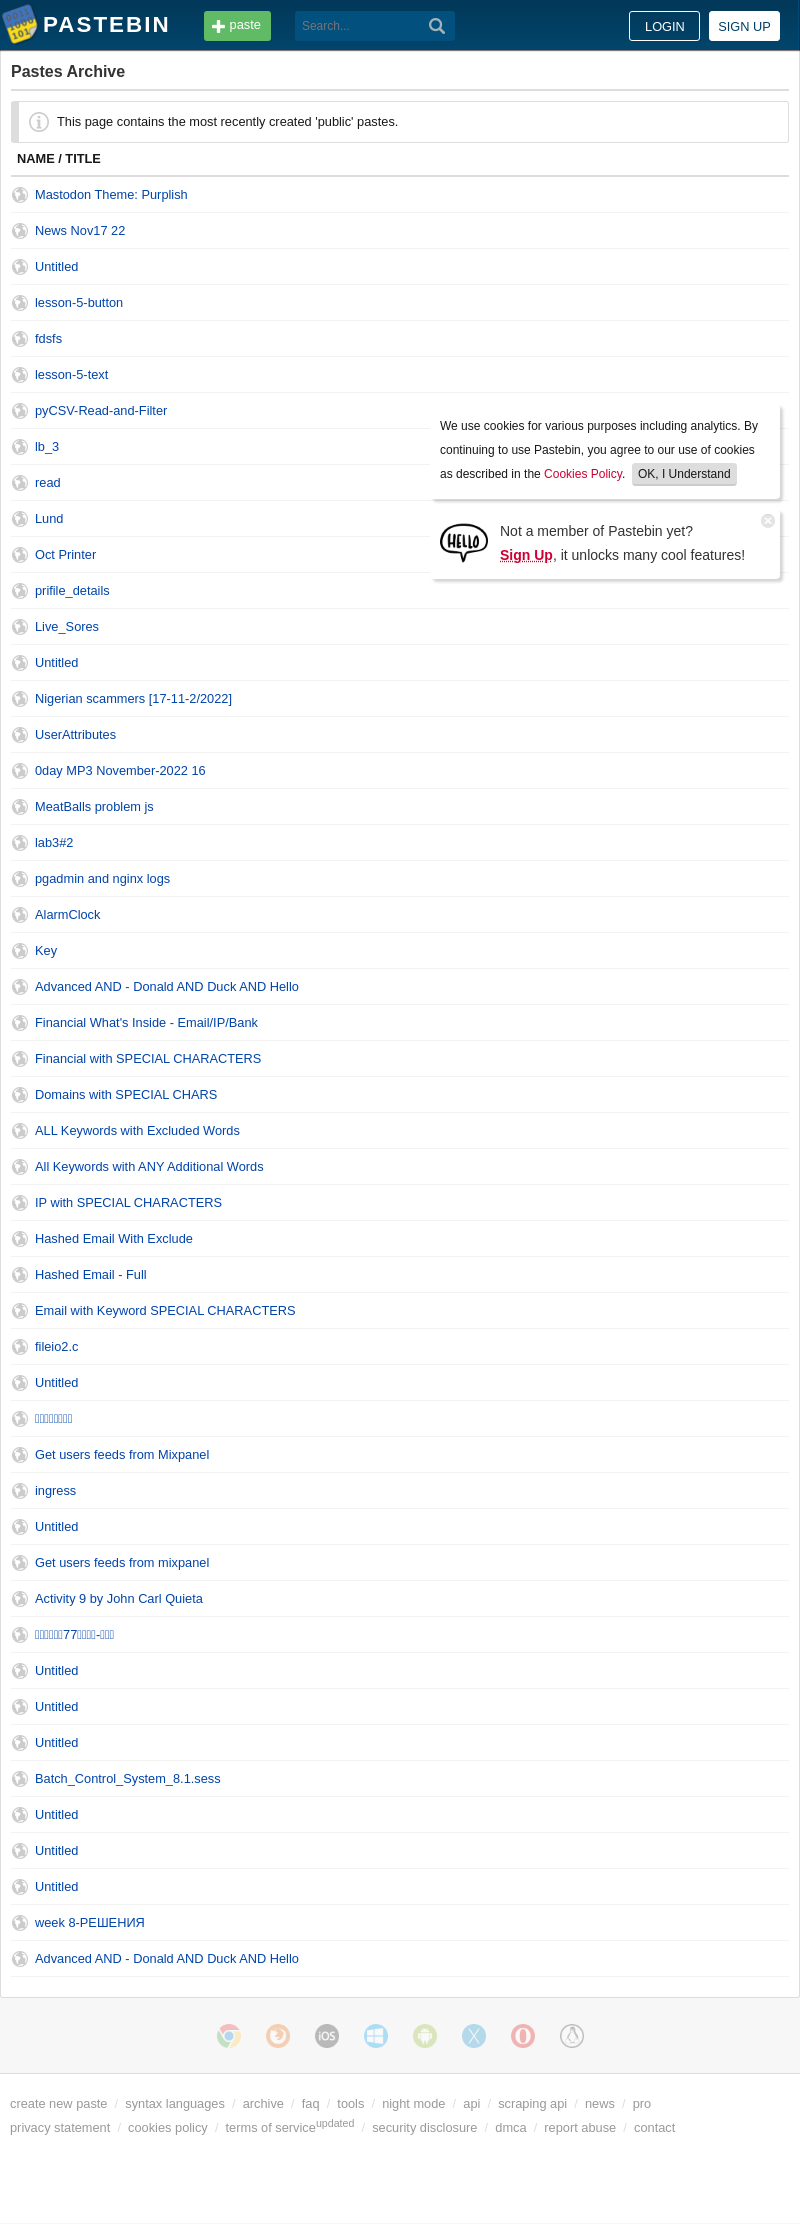 PASTEBIN
paste
Search...
LOGIN
SIGN UP
Pastes Archive
This page contains the most recently created 'public' pastes.
NAME / TITLE
Mastodon Theme: Purplish
News Nov17 22
Untitled
lesson-5-button
fdsfs
lesson-5-text
pyCSV-Read-and-Filter
lb_3
read
Lund
Oct Printer
prifile_details
We use cookies for various purposes including analytics. By
continuing to use Pastebin, you agree to our use of cookies
as described in the Cookies Policy. OK, I Understand
HELLO
Not a member of Pastebin yet?
Sign Up, it unlocks many cool features!
Live_Sores
Untitled
Nigerian scammers [17-11-2/2022]
UserAttributes
0day MP3 November-2022 16
MeatBalls problem js
lab3#2
pgadmin and nginx logs
AlarmClock
Key
Advanced AND - Donald AND Duck AND Hello
Financial What's Inside - Email/IP/Bank
Financial with SPECIAL CHARACTERS
Domains with SPECIAL CHARS
ALL Keywords with Excluded Words
All Keywords with ANY Additional Words
IP with SPECIAL CHARACTERS
Hashed Email With Exclude
Hashed Email - Full
Email with Keyword SPECIAL CHARACTERS
fileio2.c
Untitled
Get users feeds from Mixpanel
ingress
Untitled
Get users feeds from mixpanel
Activity 9 by John Carl Quieta
77
Untitled
Untitled
Untitled
Batch_Control_System_8.1.sess
Untitled
Untitled
Untitled
week 8-РЕШЕНИЯ
Advanced AND - Donald AND Duck AND Hello
iOS
create new paste / syntax languages / archive / faq / tools / night mode / api / scraping api / news / pro
privacy statement / cookies policy / terms of service updated / security disclosure / dmca / report abuse / contact